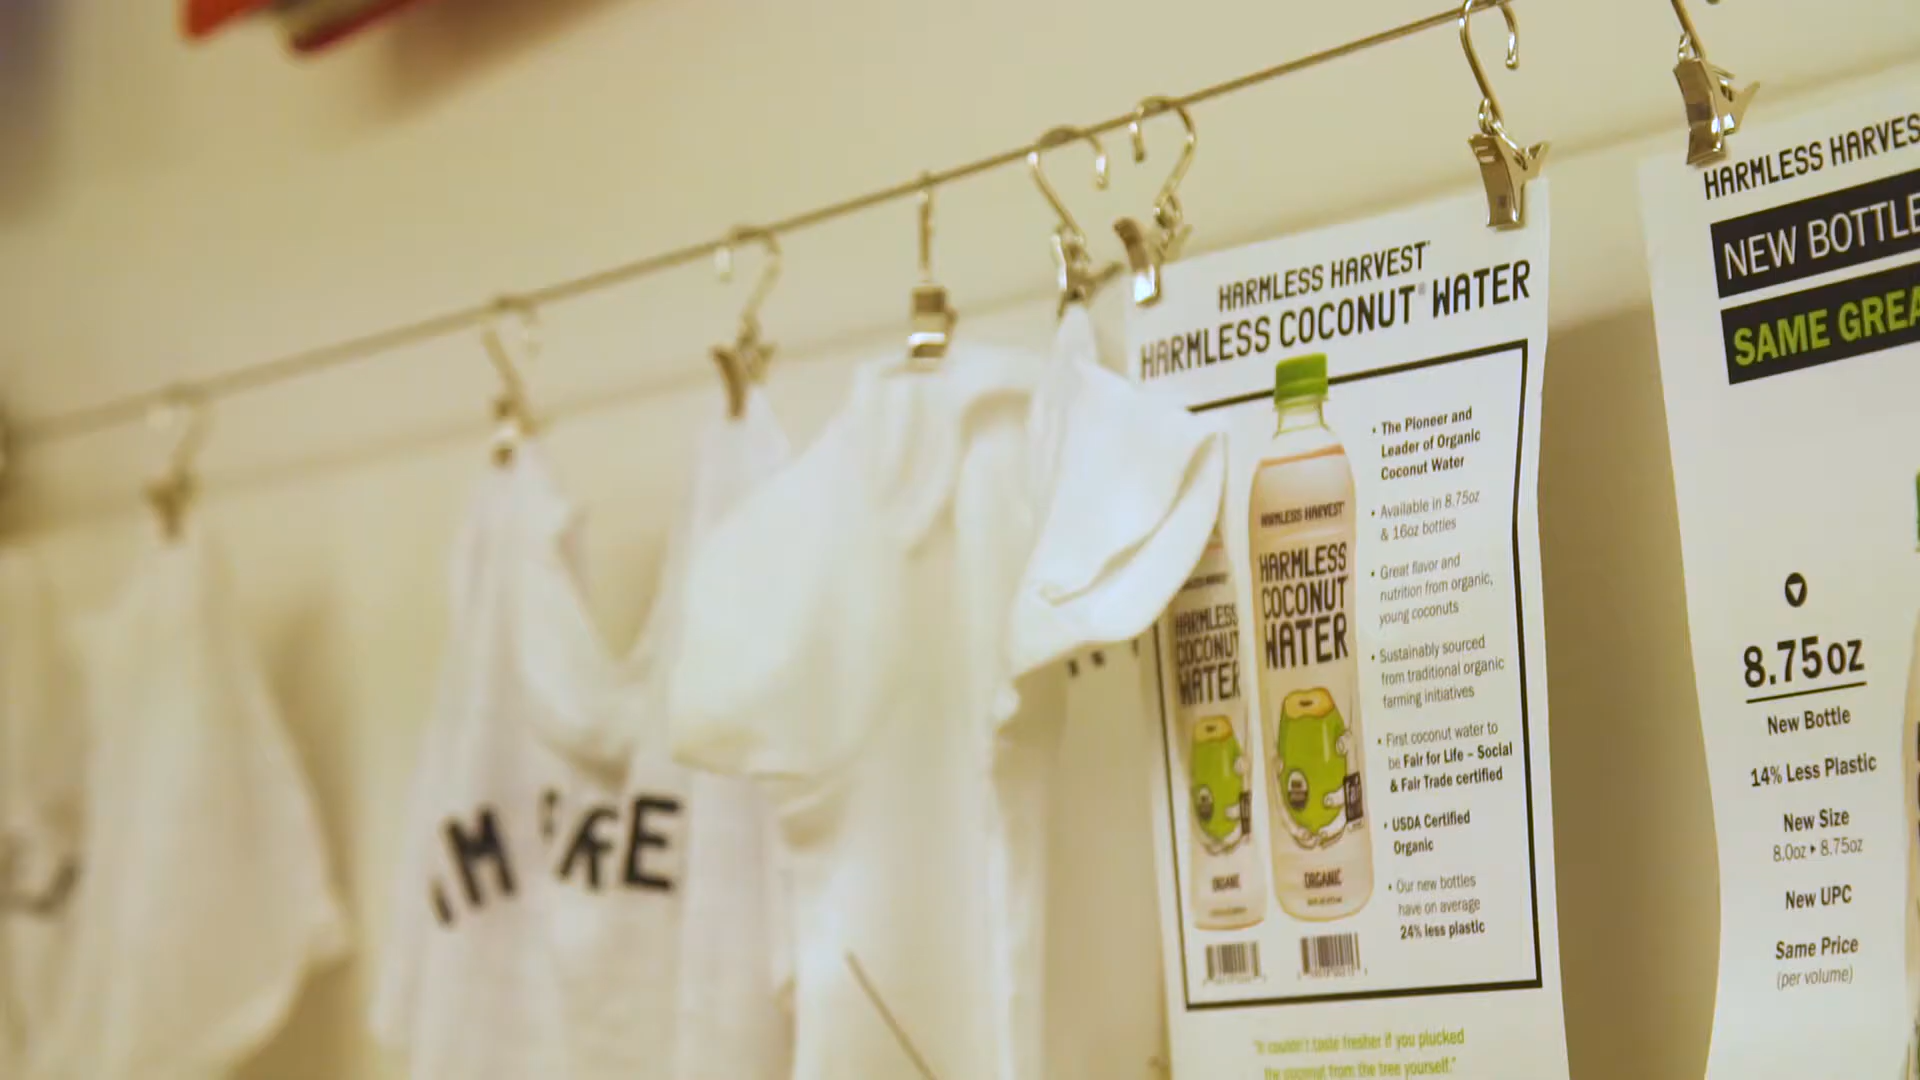 HARMLESS HARVEST
HARMLESS COCONUT WATER
• The Pioneer and
Leader of Organic
Coconut Water
• Available in 8.75oz
& 16oz bottles
• Great flavor and
nutrition from organic,
young coconuts
• Sustainably sourced
from traditional organic
farming initiatives
• First coconut water to
be Fair for Life – Social
& Fair Trade certified
• USDA Certified
Organic
• Our new bottles
have on average
24% less plastic
HARMLESS HARVEST
HARMLESS
COCONUT
WATER
ORGANIC
HARMLESS
COCONUT
WATER
ORGANIC
"It couldn't taste fresher if you plucked
the coconut from the tree yourself."
HARMLESS HARVES
NEW BOTTLE
SAME GREA
8.75oz
New Bottle
14% Less Plastic
New Size
8.0oz ▸ 8.75oz
New UPC
Same Price
(per volume)